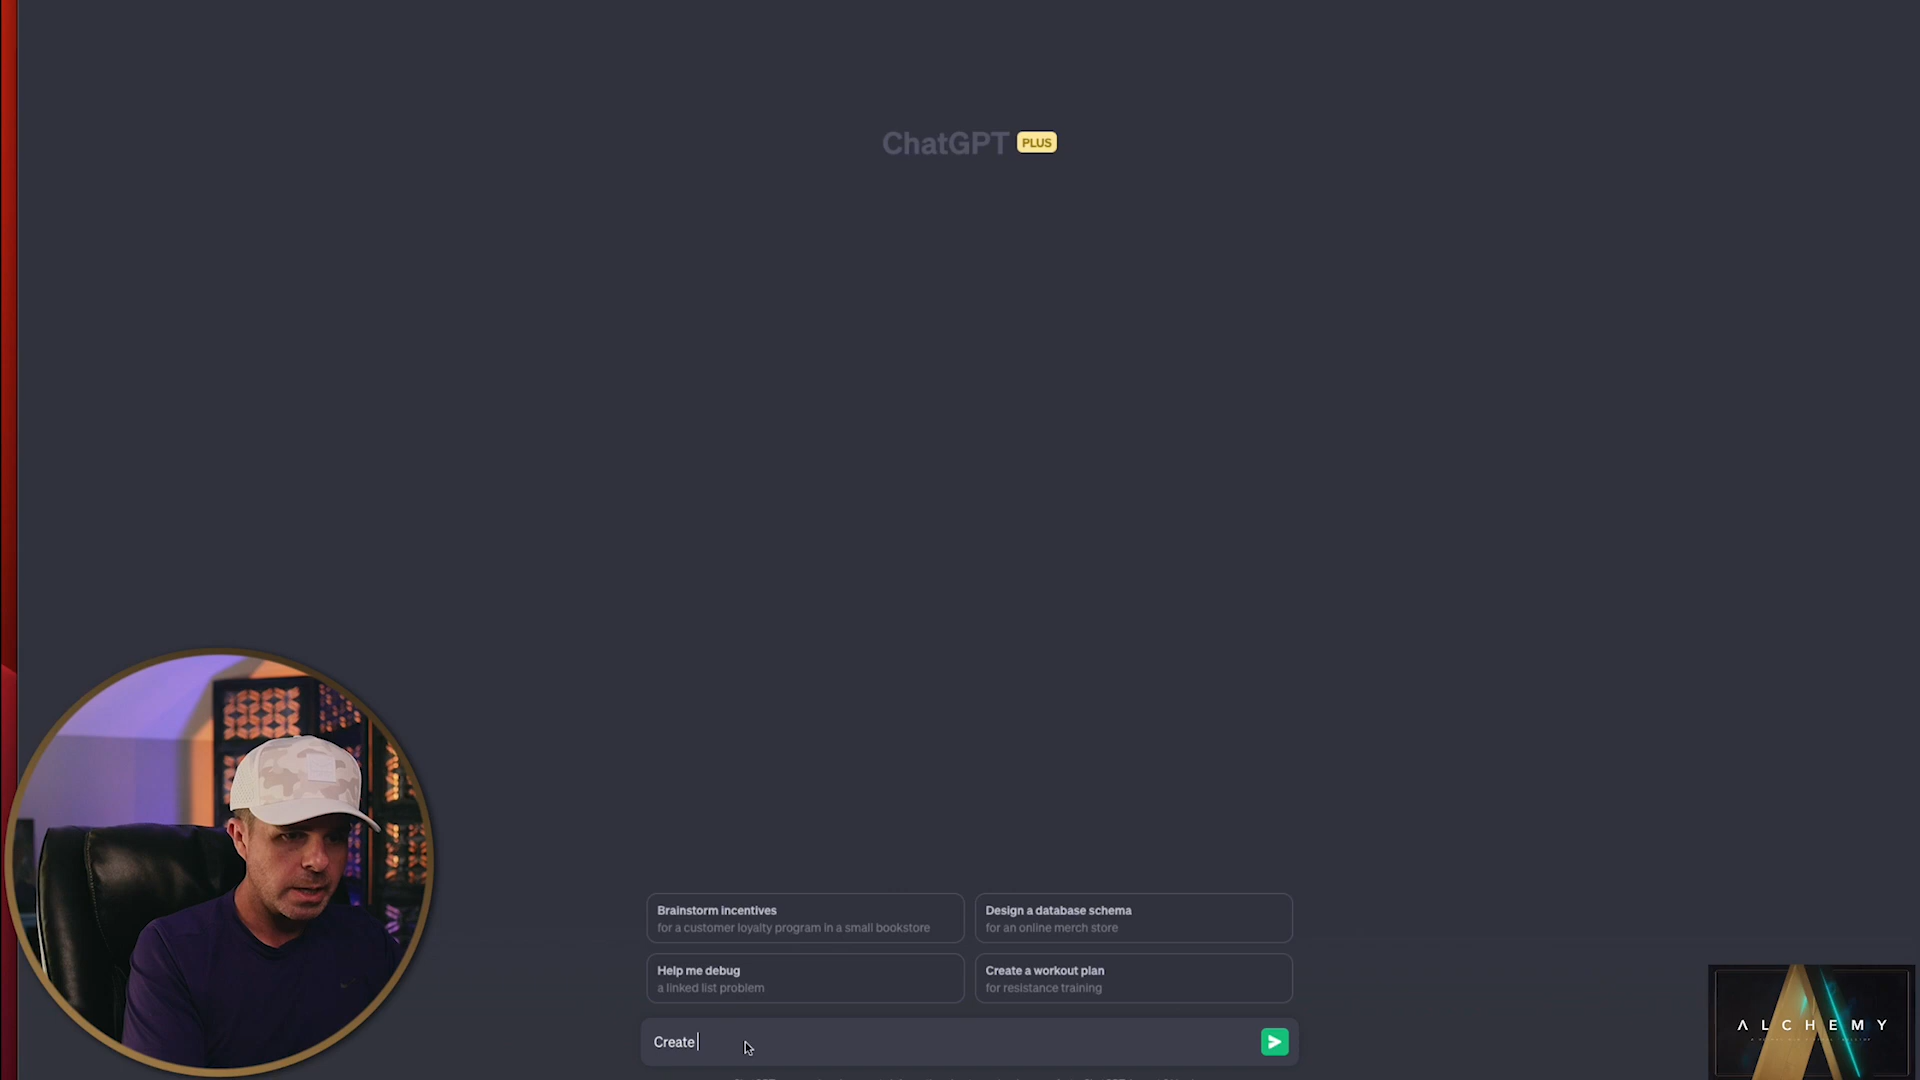 ChatGPT PLUS
Brainstorm incentives
for a customer loyalty program in a small bookstore
Design a database schema
for an online merch store
Help me debug
a linked list problem
Create a workout plan
for resistance training
Create
ALCHEMY